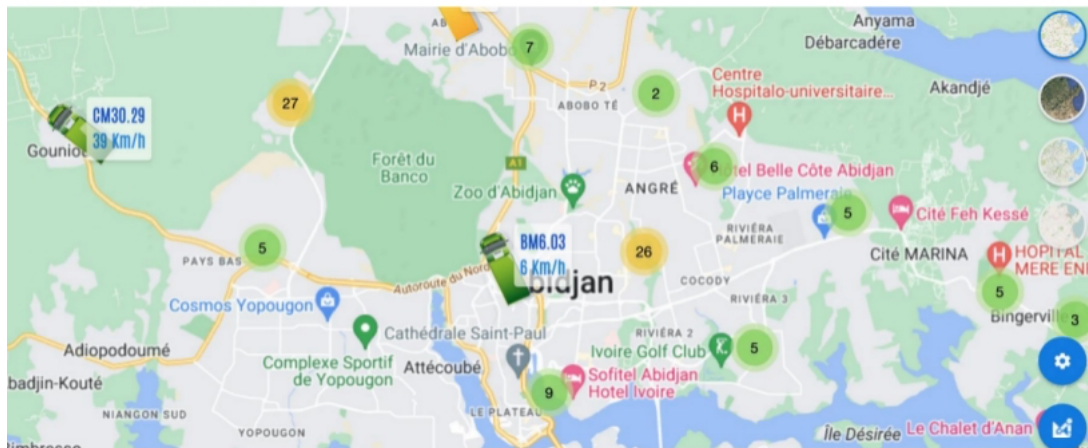 Anyama
Débarcadère
Mairie d'Abobo
7
P 2
2
ABOBO TÉ
Centre
Hospitalo-universitaire...
Akandjé
27
CM30.29
39 Km/h
Forêt du
Banco
A1
Zoo d'Abidjan
ANGRÉ
6
Hotel Belle Côte Abidjan
Playce Palmeraie
5
Cité Feh Kessé
RIVIÉRA
PALMERAIE
Cité MARINA
HOPITAL
MERE EN
5
PAYS BAS
BM6.03
6 Km/h
26
bidjan
Autoroute du Nord
COCODY
RIVIÉRA 3
5
Bingerville
3
Cosmos Yopougon
Cathédrale Saint-Paul
RIVIÉRA 2
Adiopodoumé
Complexe Sportif
de Yopougon
Attécoubé
Ivoire Golf Club
5
badjin-Kouté
Sofitel Abidjan
Hotel Ivoire
9
NIANGON SUD
LE PLATEAU
YOPOUGON
Île Désirée
Le Chalet d'Anan